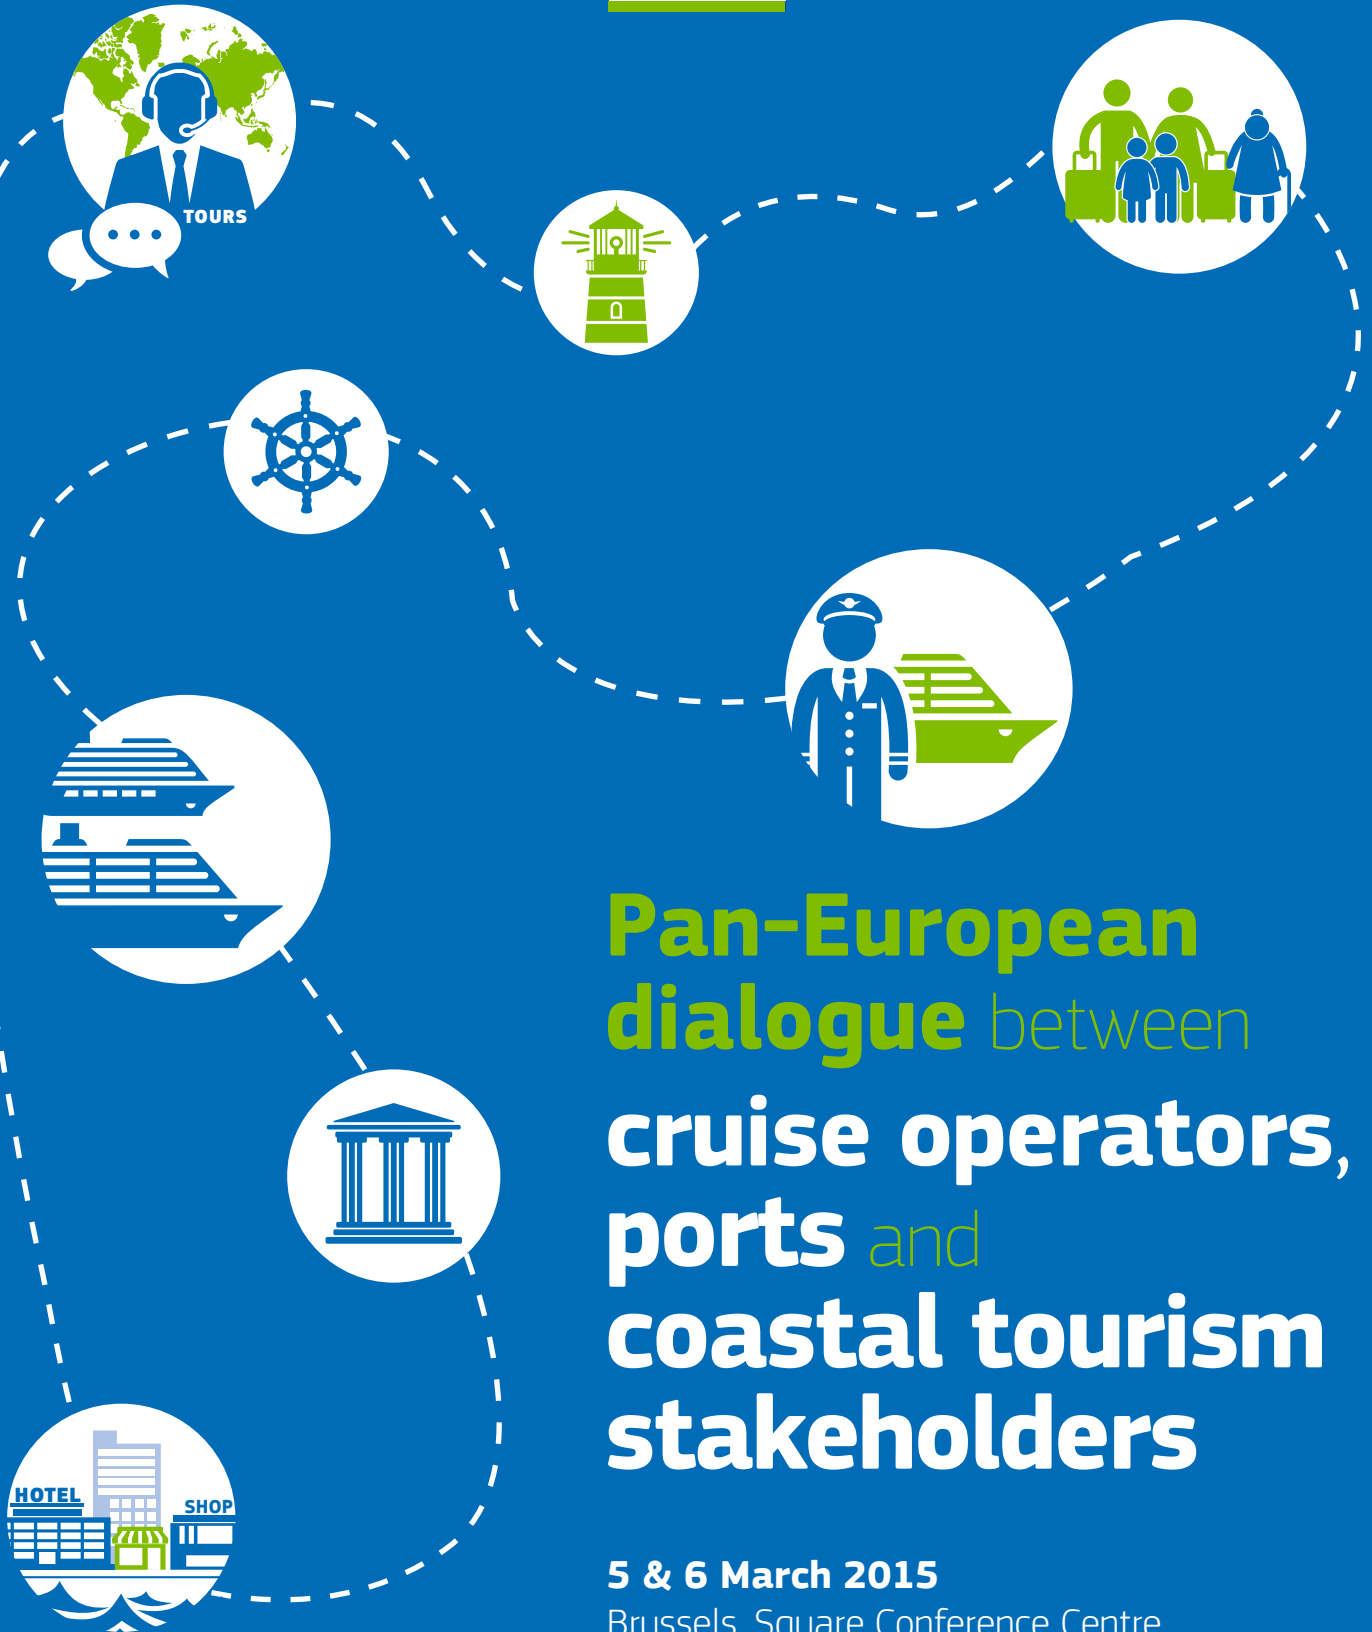 TOURS
Pan-European
dialogue between
cruise operators,
ports and
coastal tourism
stakeholders
HOTEL
SHOP
5 & 6 March 2015
Brussels, Square Conference Centre